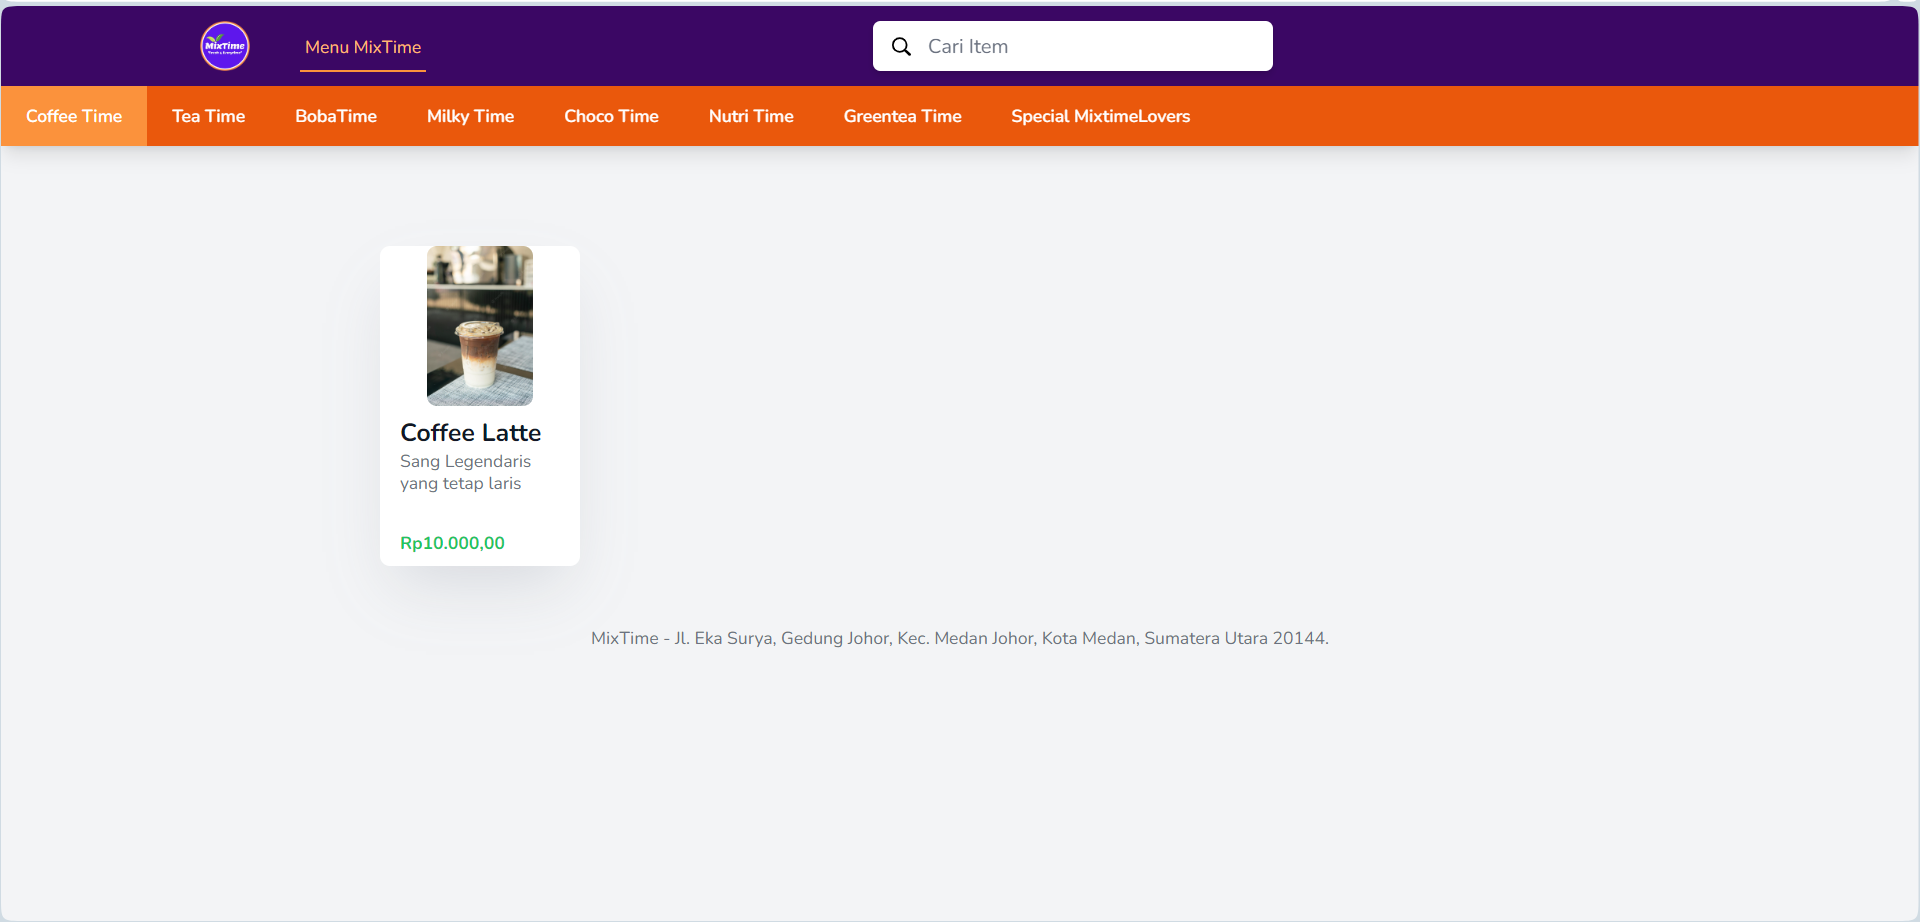 MixTime
Menu MixTime
Cari Item
Coffee Time
Tea Time
BobaTime
Milky Time
Choco Time
Nutri Time
Greentea Time
Special MixtimeLovers
Coffee Latte
Sang Legendaris
yang tetap laris
Rp10.000,00
MixTime - Jl. Eka Surya, Gedung Johor, Kec. Medan Johor, Kota Medan, Sumatera Utara 20144.